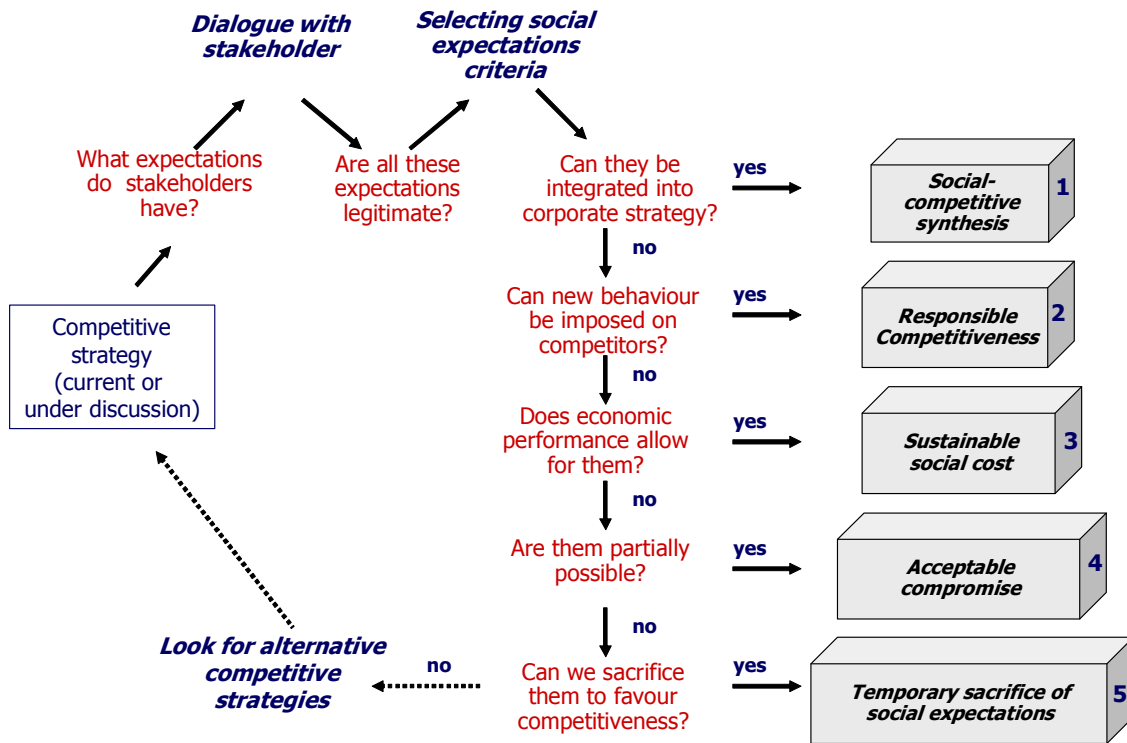 Dialogue with
stakeholder
Selecting social
expectations
criteria
What expectations
do stakeholders
have?
Are all these
expectations
legitimate?
Can they be
integrated into
corporate strategy?
yes
Social-
competitive
synthesis
1
no
Competitive
strategy
(current or
under discussion)
Can new behaviour
be imposed on
competitors?
yes
Responsible
Competitiveness
2
no
Does economic
performance allow
for them?
yes
Sustainable
social cost
3
no
Are them partially
possible?
yes
Acceptable
compromise
4
no
Look for alternative
competitive
strategies
no
Can we sacrifice
them to favour
competitiveness?
yes
Temporary sacrifice of
social expectations
5